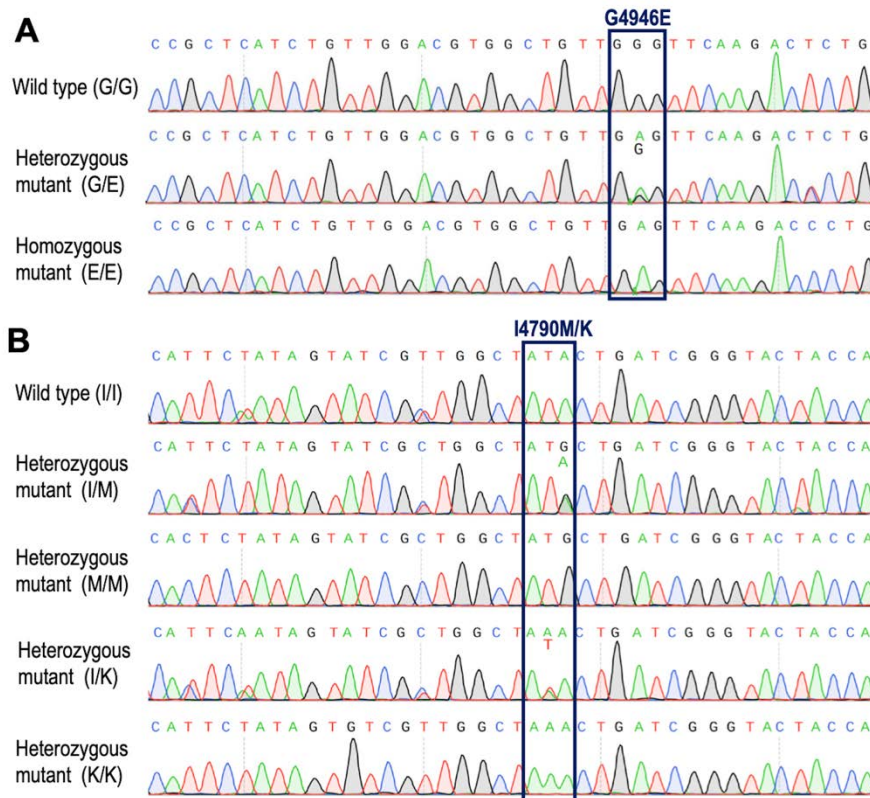 A
G4946E
C C G C T C A T C T G T T G G A C G T G G C T G T T G G G T T C A A G A C T C T G
Wild type (G/G)
C C G C T C A T C T G T T G G A C G T G G C T G T T G A G T T C A A G A C T C T G
G
Heterozygous
mutant (G/E)
C C G C T C A T C T G T T G G A C G T G G C T G T T G A G T T C A A G A C C C T G
Homozygous
mutant (E/E)
B
I4790M/K
C A T T C T A T A G T A T C G T T G G C T A T A C T G A T C G G G T A C T A C C A
Wild type (I/I)
C A T T C T A T A G T A T C G C T G G C T A T G C T G A T C G G G T A C T A C C A
A
Heterozygous
mutant (I/M)
C A C T C T A T A G T A T C G C T G G C T A T G C T G A T C G G G T A C T A C C A
Heterozygous
mutant (M/M)
C A T T C A A T A G T A T C G C T G G C T A A A C T G A T C G G G T A C T A C C A
T
Heterozygous
mutant (I/K)
C A T T C T A T A G T G T C G T T G G C T A A A C T G A T C G G G T A C T A C C A
Heterozygous
mutant (K/K)